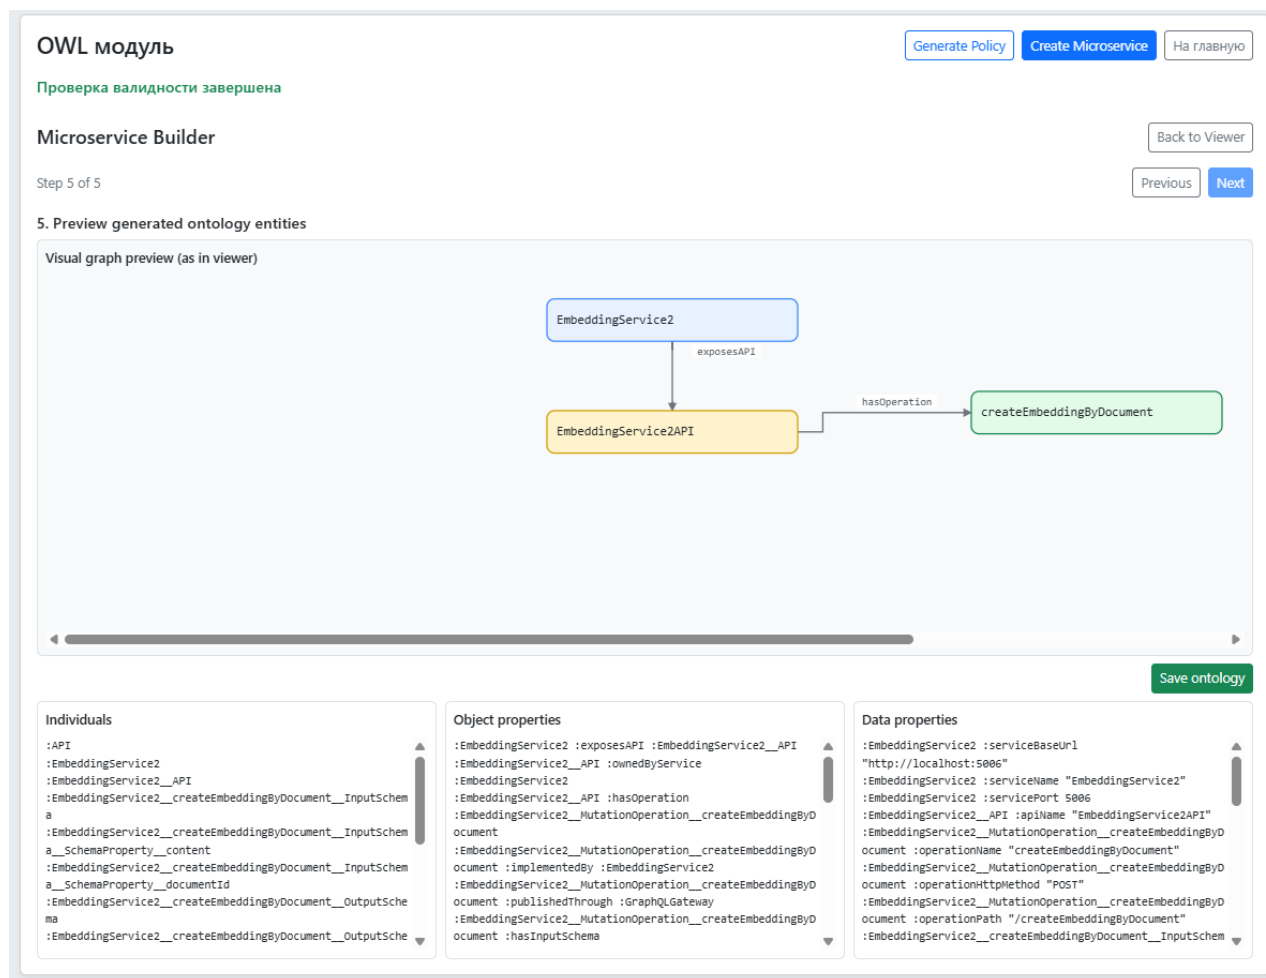 OWL модуль
Generate Policy
Create Microservice
На главную
Проверка валидности завершена
Microservice Builder
Back to Viewer
Step 5 of 5
Previous
Next
5. Preview generated ontology entities
Visual graph preview (as in viewer)
EmbeddingService2
exposesAPI
EmbeddingService2API
hasOperation
createEmbeddingByDocument
Save ontology
Individuals
:API
:EmbeddingService2
:EmbeddingService2__API
:EmbeddingService2__createEmbeddingByDocument__InputSchem
a
:EmbeddingService2__createEmbeddingByDocument__InputSchem
a__SchemaProperty__content
:EmbeddingService2__createEmbeddingByDocument__InputSchem
a__SchemaProperty__documentId
:EmbeddingService2__createEmbeddingByDocument__OutputSche
ma
:EmbeddingService2__createEmbeddingByDocument__OutputSche
Object properties
:EmbeddingService2 :exposesAPI :EmbeddingService2__API
:EmbeddingService2__API :ownedByService
:EmbeddingService2
:EmbeddingService2__API :hasOperation
:EmbeddingService2__MutationOperation__createEmbeddingByD
ocument
:EmbeddingService2__MutationOperation__createEmbeddingByD
ocument :implementedBy :EmbeddingService2
:EmbeddingService2__MutationOperation__createEmbeddingByD
ocument :publishedThrough :GraphQLGateway
:EmbeddingService2__MutationOperation__createEmbeddingByD
ocument :hasInputSchema
Data properties
:EmbeddingService2 :serviceBaseUrl
"http://localhost:5006"
:EmbeddingService2 :serviceName "EmbeddingService2"
:EmbeddingService2 :servicePort 5006
:EmbeddingService2__API :apiName "EmbeddingService2API"
:EmbeddingService2__MutationOperation__createEmbeddingByD
ocument :operationName "createEmbeddingByDocument"
:EmbeddingService2__MutationOperation__createEmbeddingByD
ocument :operationHttpMethod "POST"
:EmbeddingService2__MutationOperation__createEmbeddingByD
ocument :operationPath "/createEmbeddingByDocument"
:EmbeddingService2__createEmbeddingByDocument__InputSchem